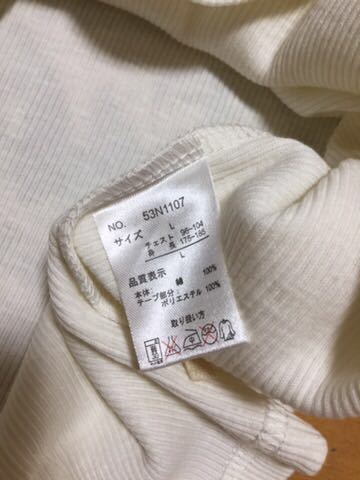 NO. 53N1107
サイズ L
チェスト 96-104
身 長 175-185
L
品質表示
本体: 綿 100%
テープ部分: ポリエステル 100%
取り扱い方